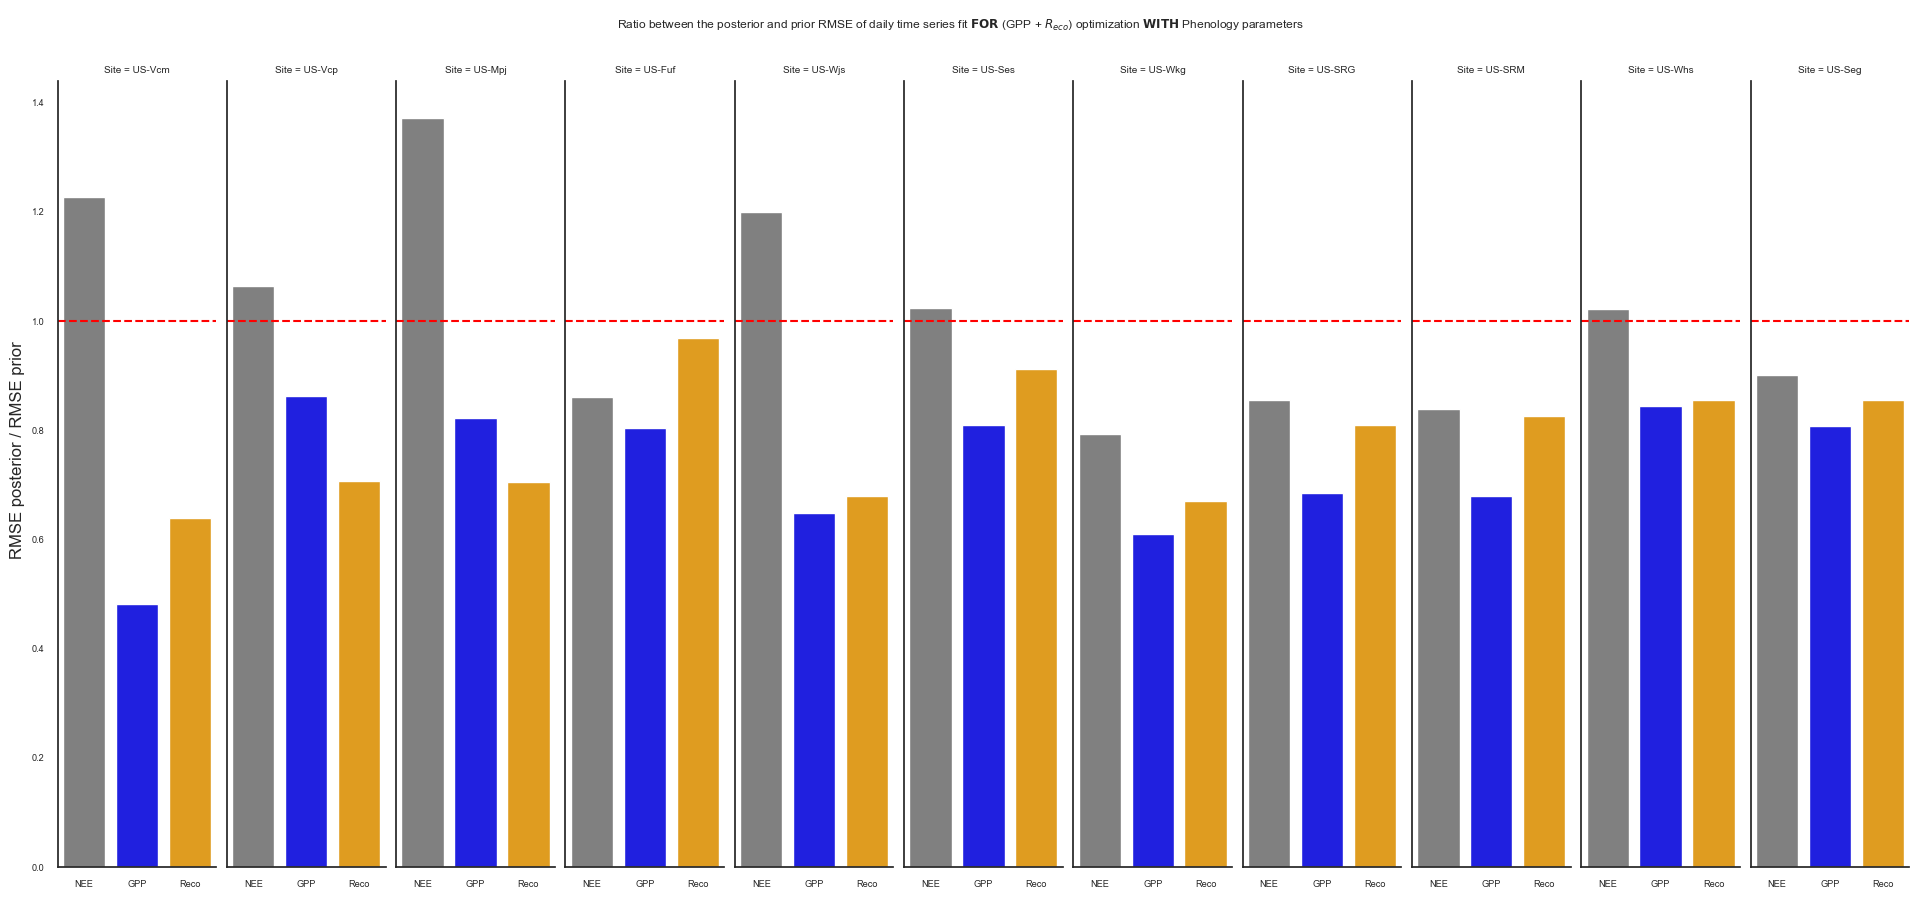 Ratio between the posterior and prior RMSE of daily time series fit FOR (GPP + Reco) optimization WITH Phenology parameters
Site = US-Vcm
Site = US-Vcp
Site = US-Mpj
Site = US-Fuf
Site = US-Wjs
Site = US-Ses
Site = US-Wkg
Site = US-SRG
Site = US-SRM
Site = US-Whs
Site = US-Seg
RMSE posterior / RMSE prior
1.4
1.2
1.0
0.8
0.6
0.4
0.2
0.0
NEE GPP Reco
NEE GPP Reco
NEE GPP Reco
NEE GPP Reco
NEE GPP Reco
NEE GPP Reco
NEE GPP Reco
NEE GPP Reco
NEE GPP Reco
NEE GPP Reco
NEE GPP Reco